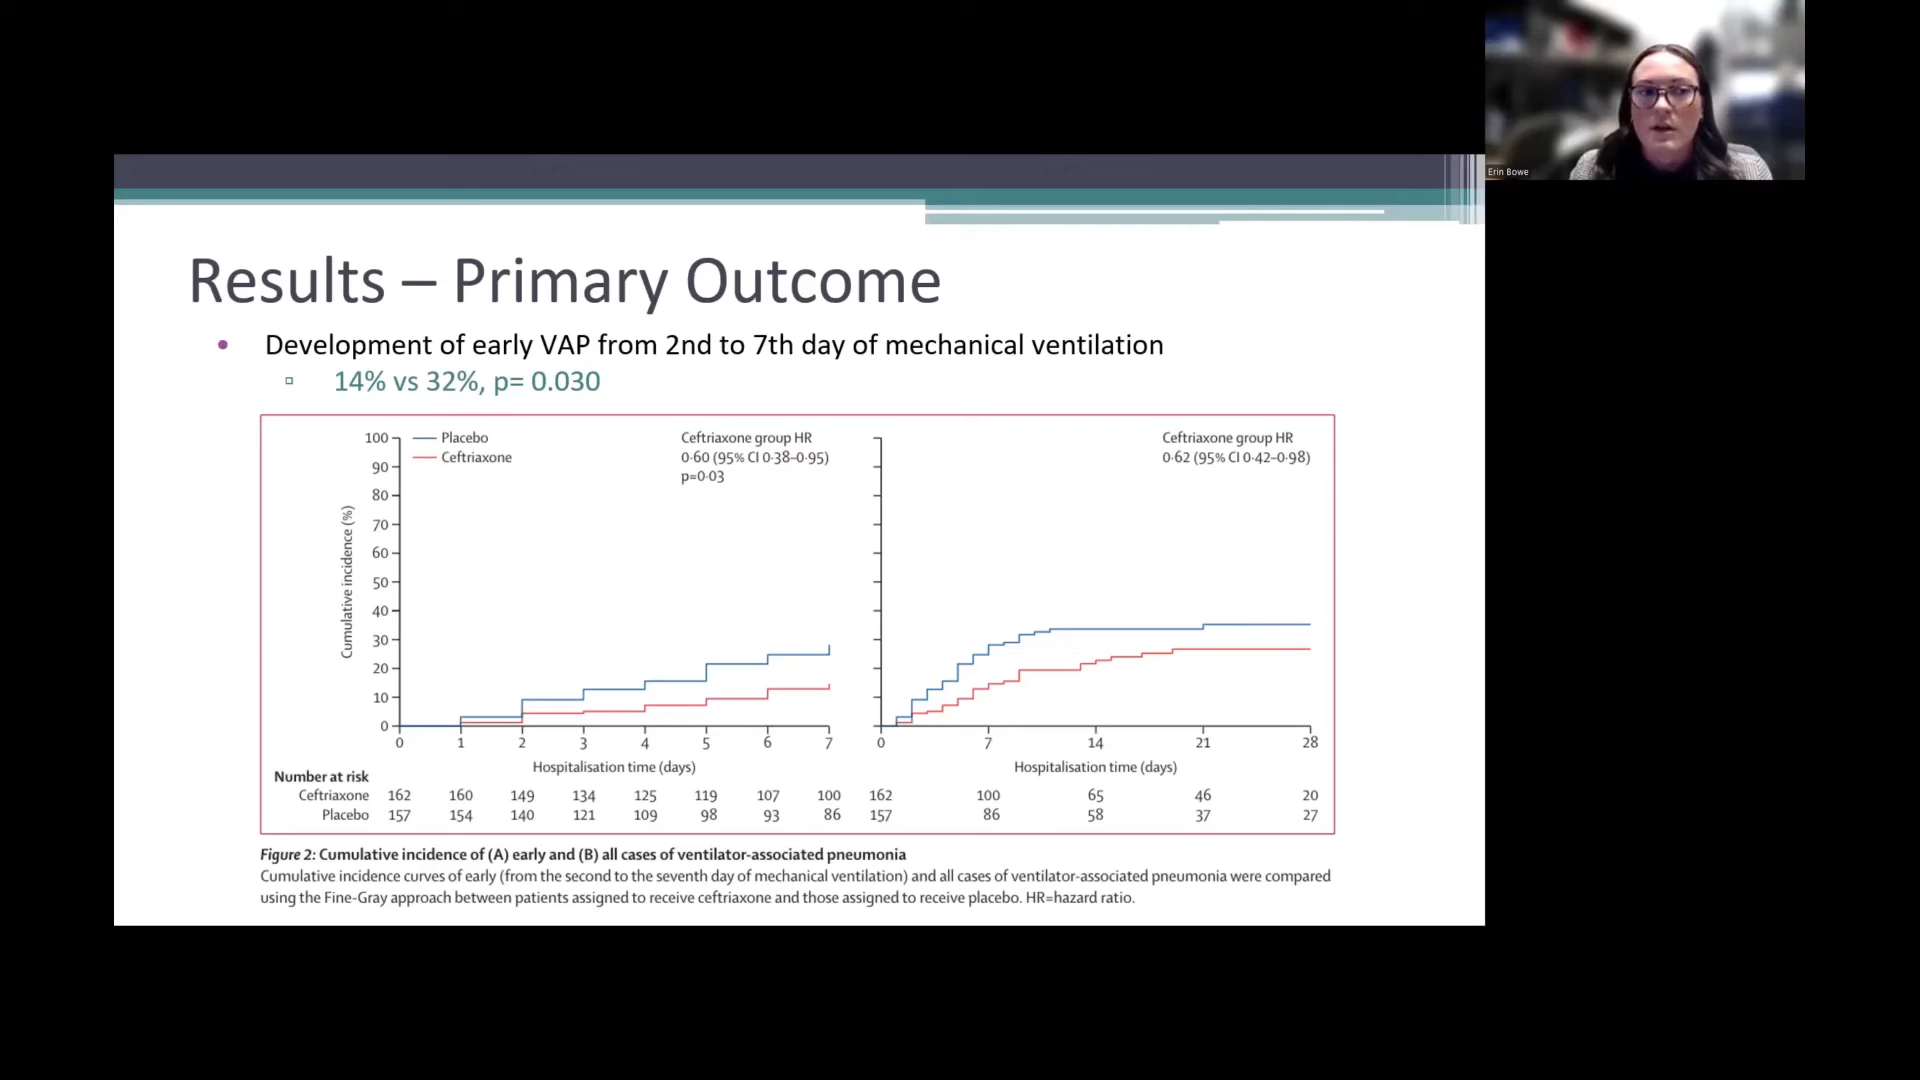 Erin Bowe
Results – Primary Outcome
• Development of early VAP from 2nd to 7th day of mechanical ventilation
▫ 14% vs 32%, p= 0.030
Placebo
Ceftriaxone
Ceftriaxone group HR
0·60 (95% CI 0·38–0·95)
p=0·03
Cumulative incidence (%)
100
90
80
70
60
50
40
30
20
10
0
0 1 2 3 4 5 6 7
Hospitalisation time (days)
Ceftriaxone group HR
0·62 (95% CI 0·42–0·98)
0 7 14 21 28
Hospitalisation time (days)
Number at risk
Ceftriaxone 162 160 149 134 125 119 107 100 162 100 65 46 20
Placebo 157 154 140 121 109 98 93 86 157 86 58 37 27
Figure 2: Cumulative incidence of (A) early and (B) all cases of ventilator-associated pneumonia
Cumulative incidence curves of early (from the second to the seventh day of mechanical ventilation) and all cases of ventilator-associated pneumonia were compared
using the Fine-Gray approach between patients assigned to receive ceftriaxone and those assigned to receive placebo. HR=hazard ratio.